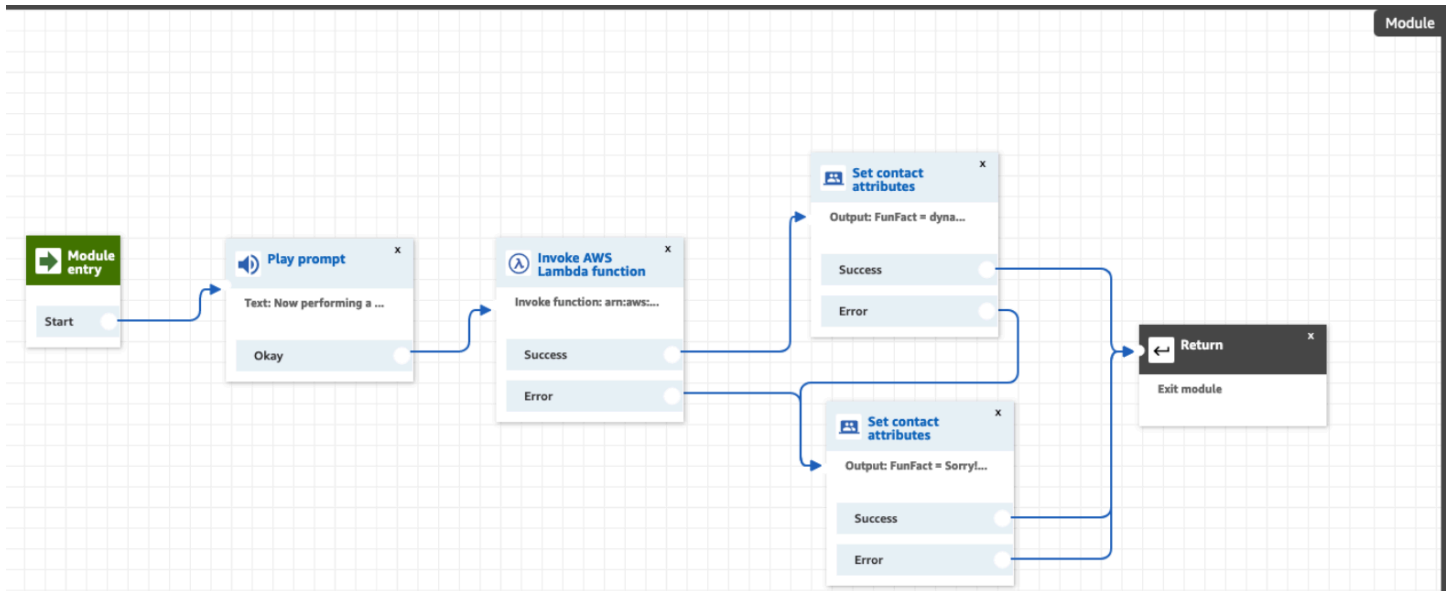 Module
Module
entry
Start
Play prompt
x
Text: Now performing a ...
Okay
Invoke AWS
Lambda function
x
Invoke function: arn:aws:...
Success
Error
Set contact
attributes
x
Output: FunFact = dyna...
Success
Error
Set contact
attributes
x
Output: FunFact = Sorry!...
Success
Error
Return
x
Exit module